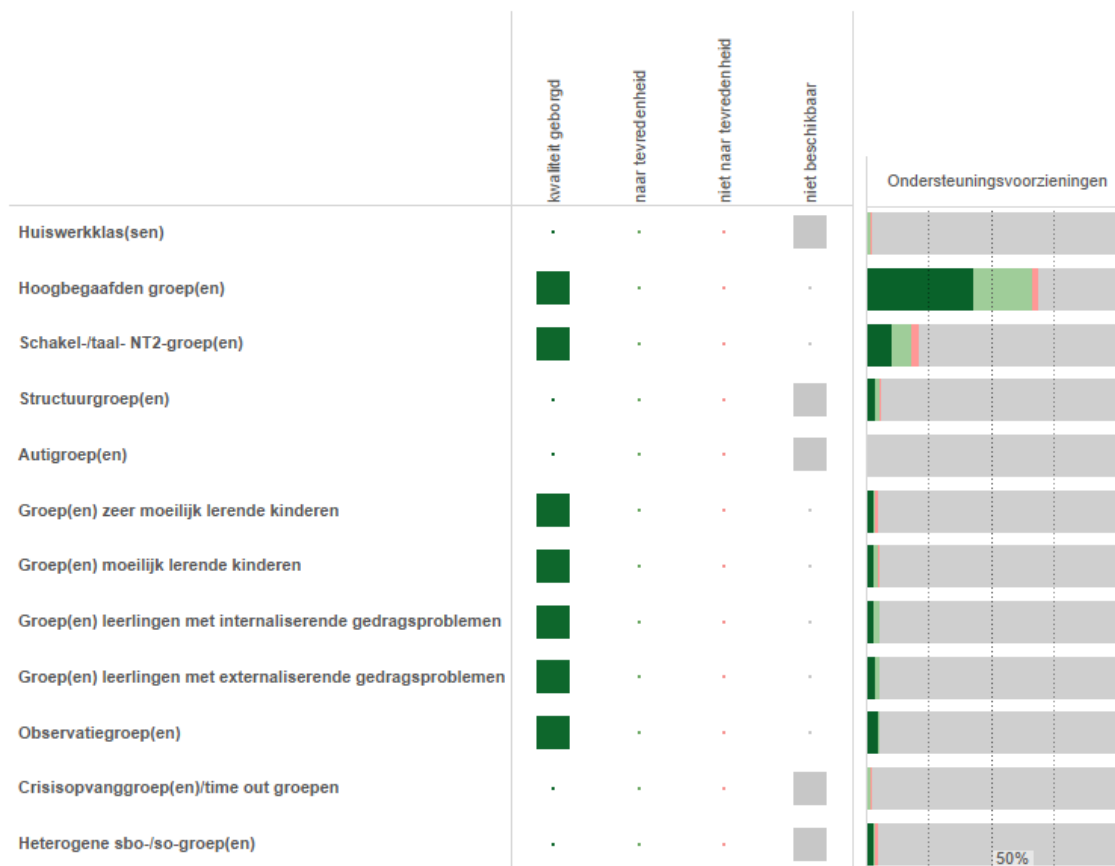 kwaliteit geborgd
naar tevredenheid
niet naar tevredenheid
niet beschikbaar
Ondersteuningsvoorzieningen
Huiswerkklas(sen)
Hoogbegaafden groep(en)
Schakel-/taal- NT2-groep(en)
Structuurgroep(en)
Autigroep(en)
Groep(en) zeer moeilijk lerende kinderen
Groep(en) moeilijk lerende kinderen
Groep(en) leerlingen met internaliserende gedragsproblemen
Groep(en) leerlingen met externaliserende gedragsproblemen
Observatiegroep(en)
Crisisopvanggroep(en)/time out groepen
Heterogene sbo-/so-groep(en)
50%